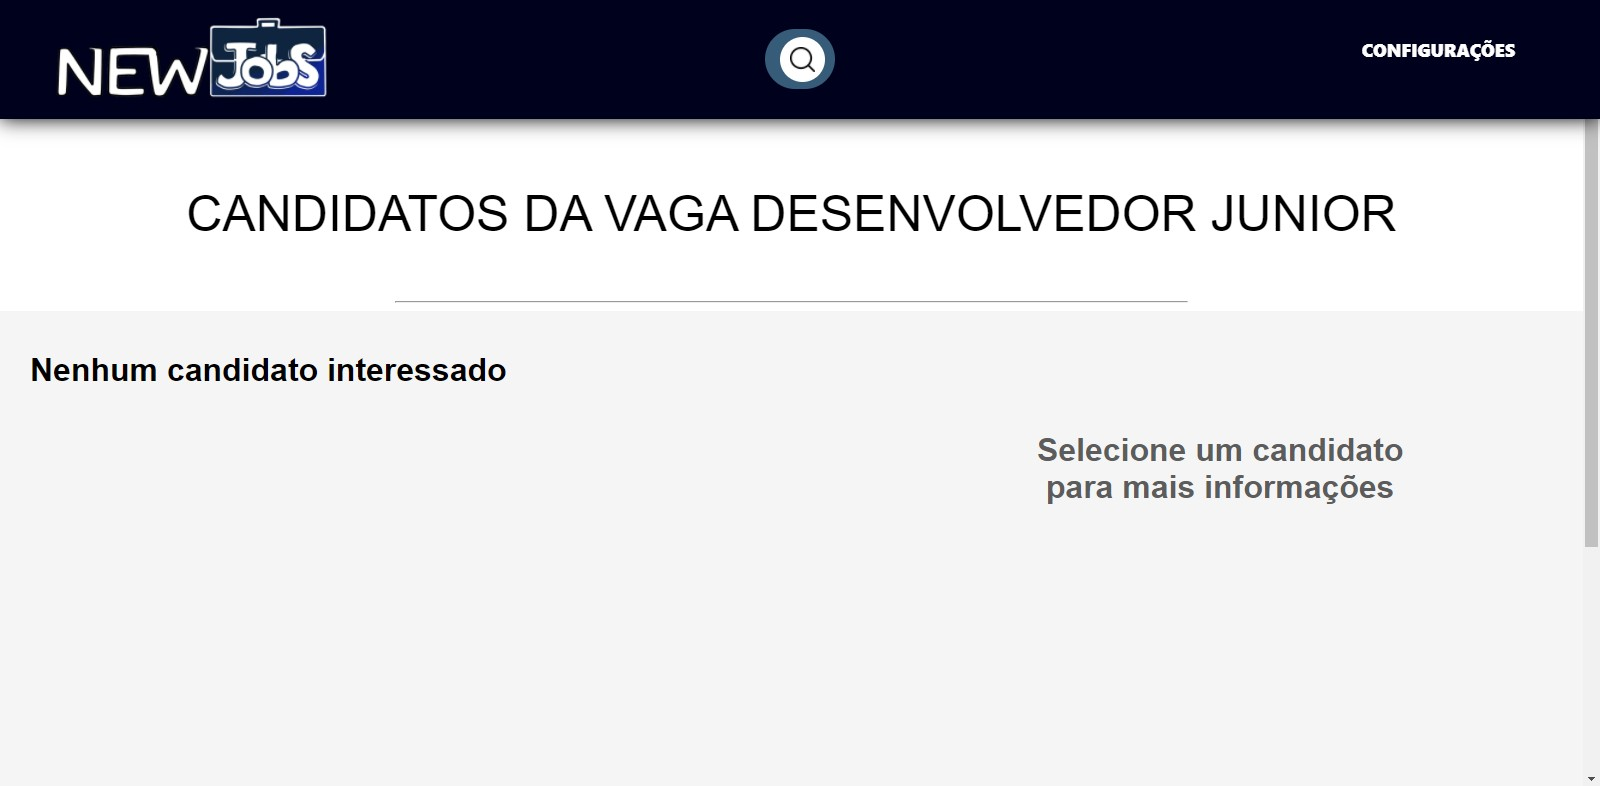 NEW JOBS
CONFIGURAÇÕES
CANDIDATOS DA VAGA DESENVOLVEDOR JUNIOR
Nenhum candidato interessado
Selecione um candidato
para mais informações